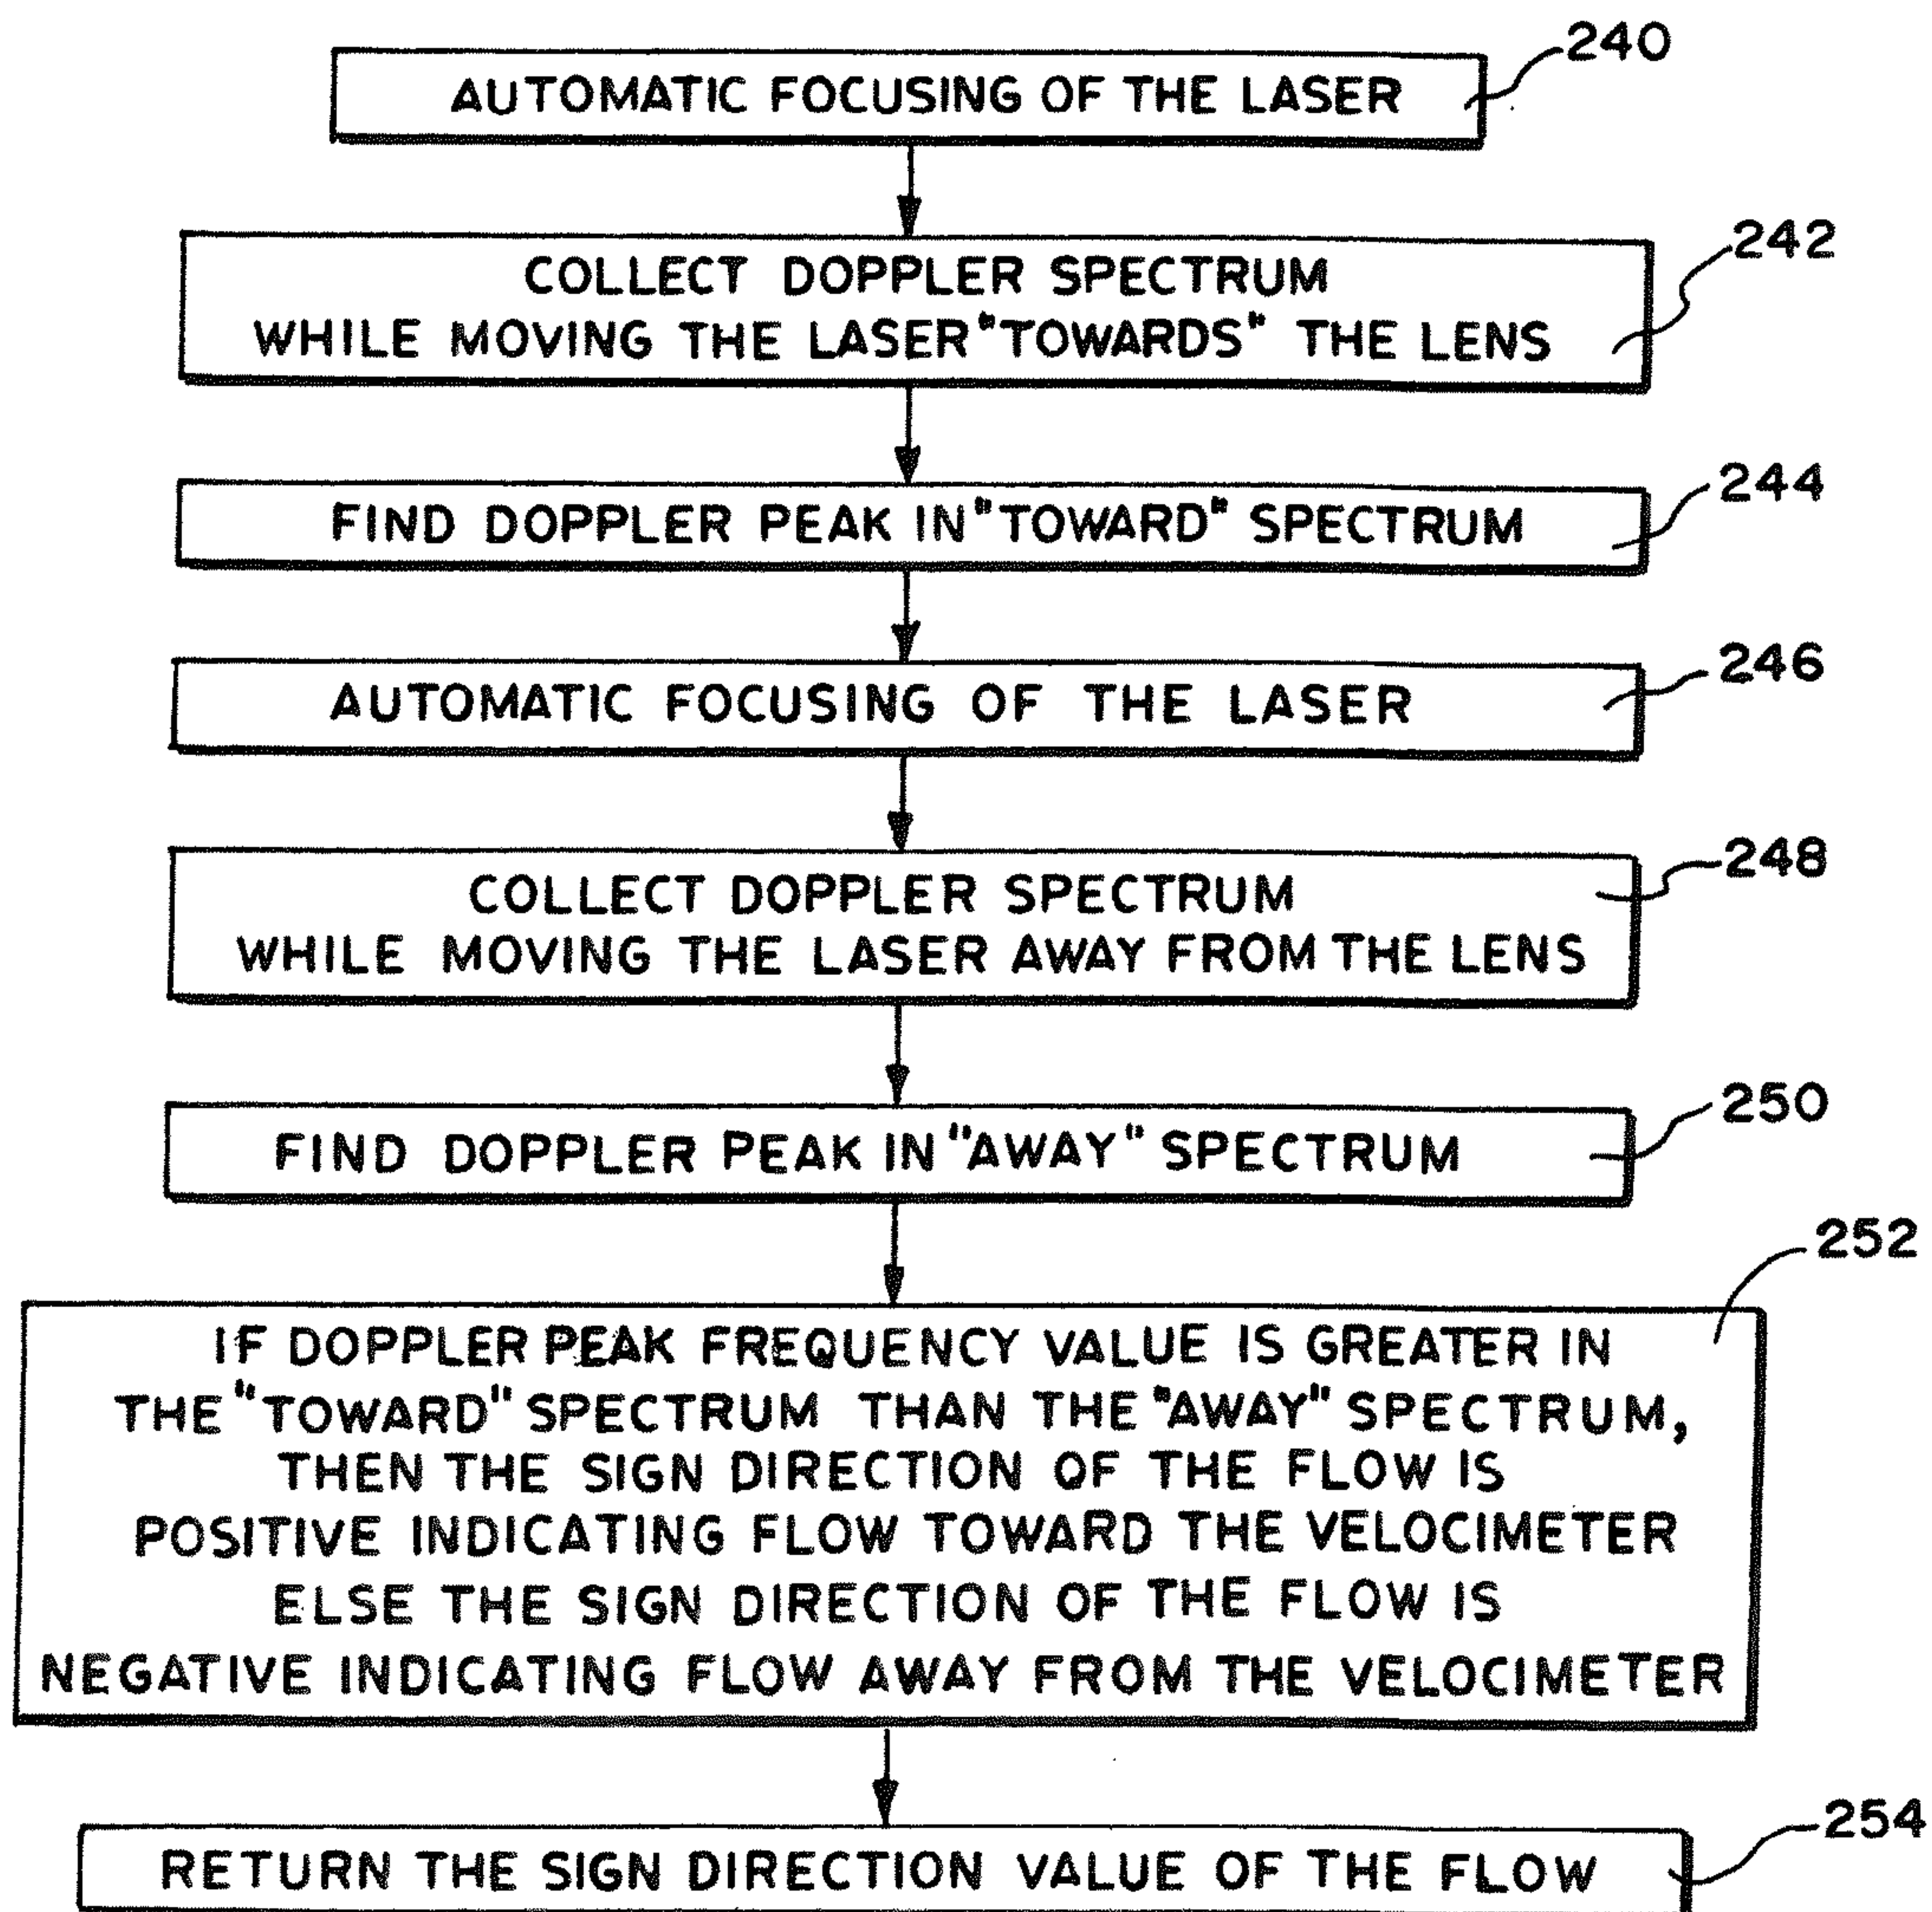 240
AUTOMATIC FOCUSING OF THE LASER
242
COLLECT DOPPLER SPECTRUM
WHILE MOVING THE LASER "TOWARDS" THE LENS
244
FIND DOPPLER PEAK IN "TOWARD" SPECTRUM
246
AUTOMATIC FOCUSING OF THE LASER
248
COLLECT DOPPLER SPECTRUM
WHILE MOVING THE LASER AWAY FROM THE LENS
250
FIND DOPPLER PEAK IN "AWAY" SPECTRUM
252
IF DOPPLER PEAK FREQUENCY VALUE IS GREATER IN
THE "TOWARD" SPECTRUM THAN THE "AWAY" SPECTRUM,
THEN THE SIGN DIRECTION OF THE FLOW IS
POSITIVE INDICATING FLOW TOWARD THE VELOCIMETER
ELSE THE SIGN DIRECTION OF THE FLOW IS
NEGATIVE INDICATING FLOW AWAY FROM THE VELOCIMETER
254
RETURN THE SIGN DIRECTION VALUE OF THE FLOW